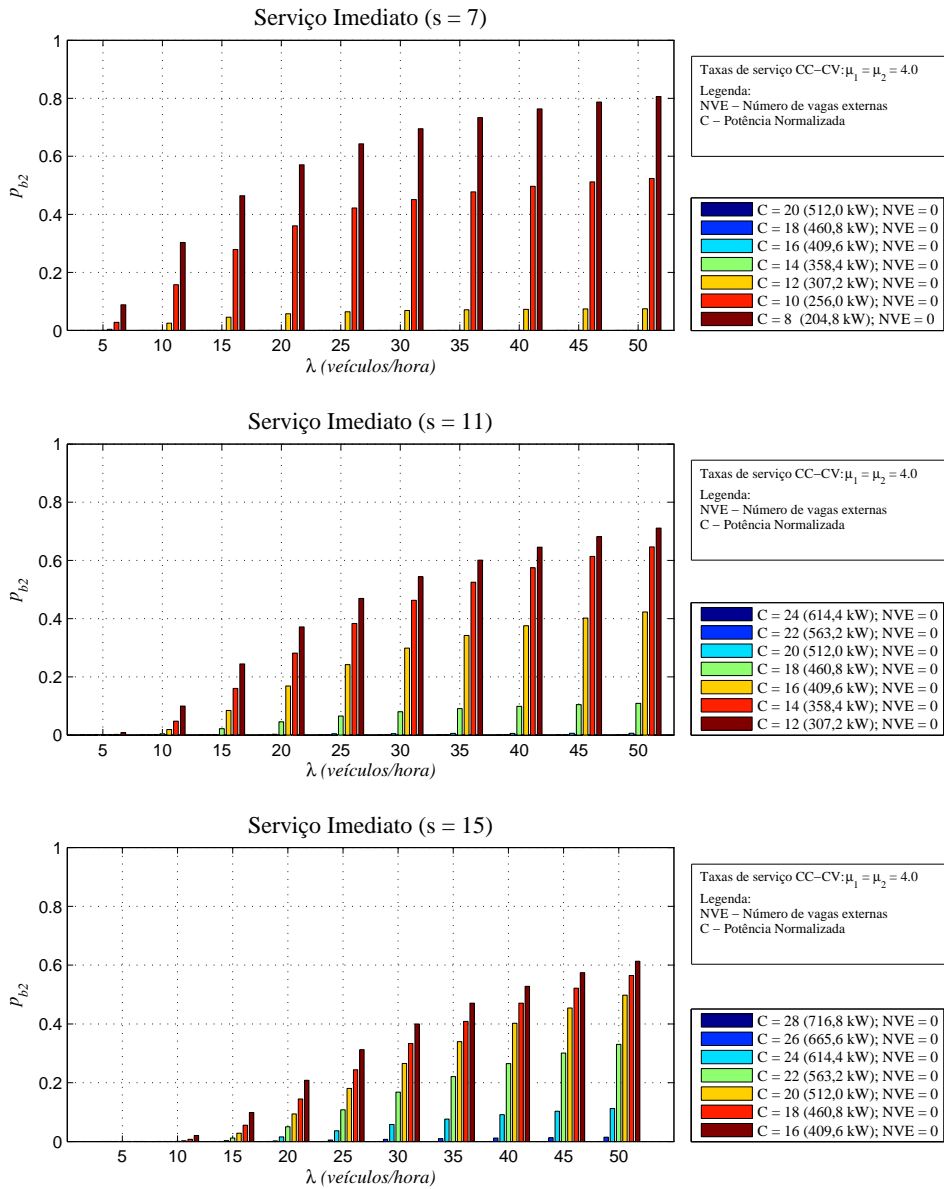 Serviço Imediato (s = 7)
1
0.8
0.6
0.4
0.2
0
p_b2
5 10 15 20 25 30 35 40 45 50
λ (veículos/hora)
Taxas de serviço CC−CV:μ_1 = μ_2 = 4.0
Legenda:
NVE − Número de vagas externas
C − Potência Normalizada
C = 20 (512,0 kW); NVE = 0
C = 18 (460,8 kW); NVE = 0
C = 16 (409,6 kW); NVE = 0
C = 14 (358,4 kW); NVE = 0
C = 12 (307,2 kW); NVE = 0
C = 10 (256,0 kW); NVE = 0
C = 8 (204,8 kW); NVE = 0
Serviço Imediato (s = 11)
1
0.8
0.6
0.4
0.2
0
p_b2
5 10 15 20 25 30 35 40 45 50
λ (veículos/hora)
Taxas de serviço CC−CV:μ_1 = μ_2 = 4.0
Legenda:
NVE − Número de vagas externas
C − Potência Normalizada
C = 24 (614,4 kW); NVE = 0
C = 22 (563,2 kW); NVE = 0
C = 20 (512,0 kW); NVE = 0
C = 18 (460,8 kW); NVE = 0
C = 16 (409,6 kW); NVE = 0
C = 14 (358,4 kW); NVE = 0
C = 12 (307,2 kW); NVE = 0
Serviço Imediato (s = 15)
1
0.8
0.6
0.4
0.2
0
p_b2
5 10 15 20 25 30 35 40 45 50
λ (veículos/hora)
Taxas de serviço CC−CV:μ_1 = μ_2 = 4.0
Legenda:
NVE − Número de vagas externas
C − Potência Normalizada
C = 28 (716,8 kW); NVE = 0
C = 26 (665,6 kW); NVE = 0
C = 24 (614,4 kW); NVE = 0
C = 22 (563,2 kW); NVE = 0
C = 20 (512,0 kW); NVE = 0
C = 18 (460,8 kW); NVE = 0
C = 16 (409,6 kW); NVE = 0